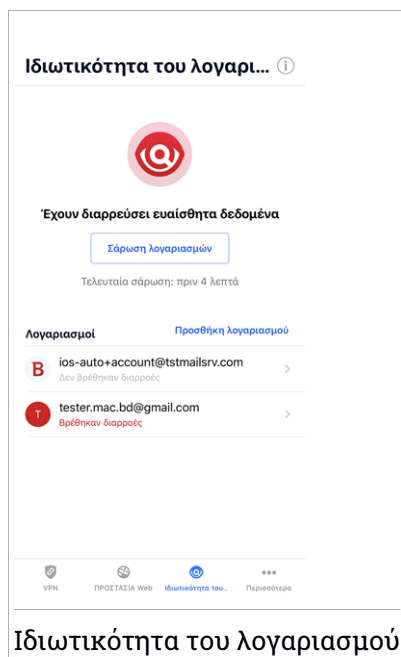 Ιδιωτικότητα του λογαρι...
Έχουν διαρρεύσει ευαίσθητα δεδομένα
Σάρωση λογαριασμών
Τελευταία σάρωση: πριν 4 λεπτά
Λογαριασμοί Προσθήκη λογαριασμού
B ios-auto+account@tstmailsrv.com
Δεν βρέθηκαν διαρροές
T tester.mac.bd@gmail.com
Βρέθηκαν διαρροές
VPN ΠΡΟΣΤΑΣΙΑ Web Ιδιωτικότητα του.. Περισσότερα
Ιδιωτικότητα του λογαριασμού